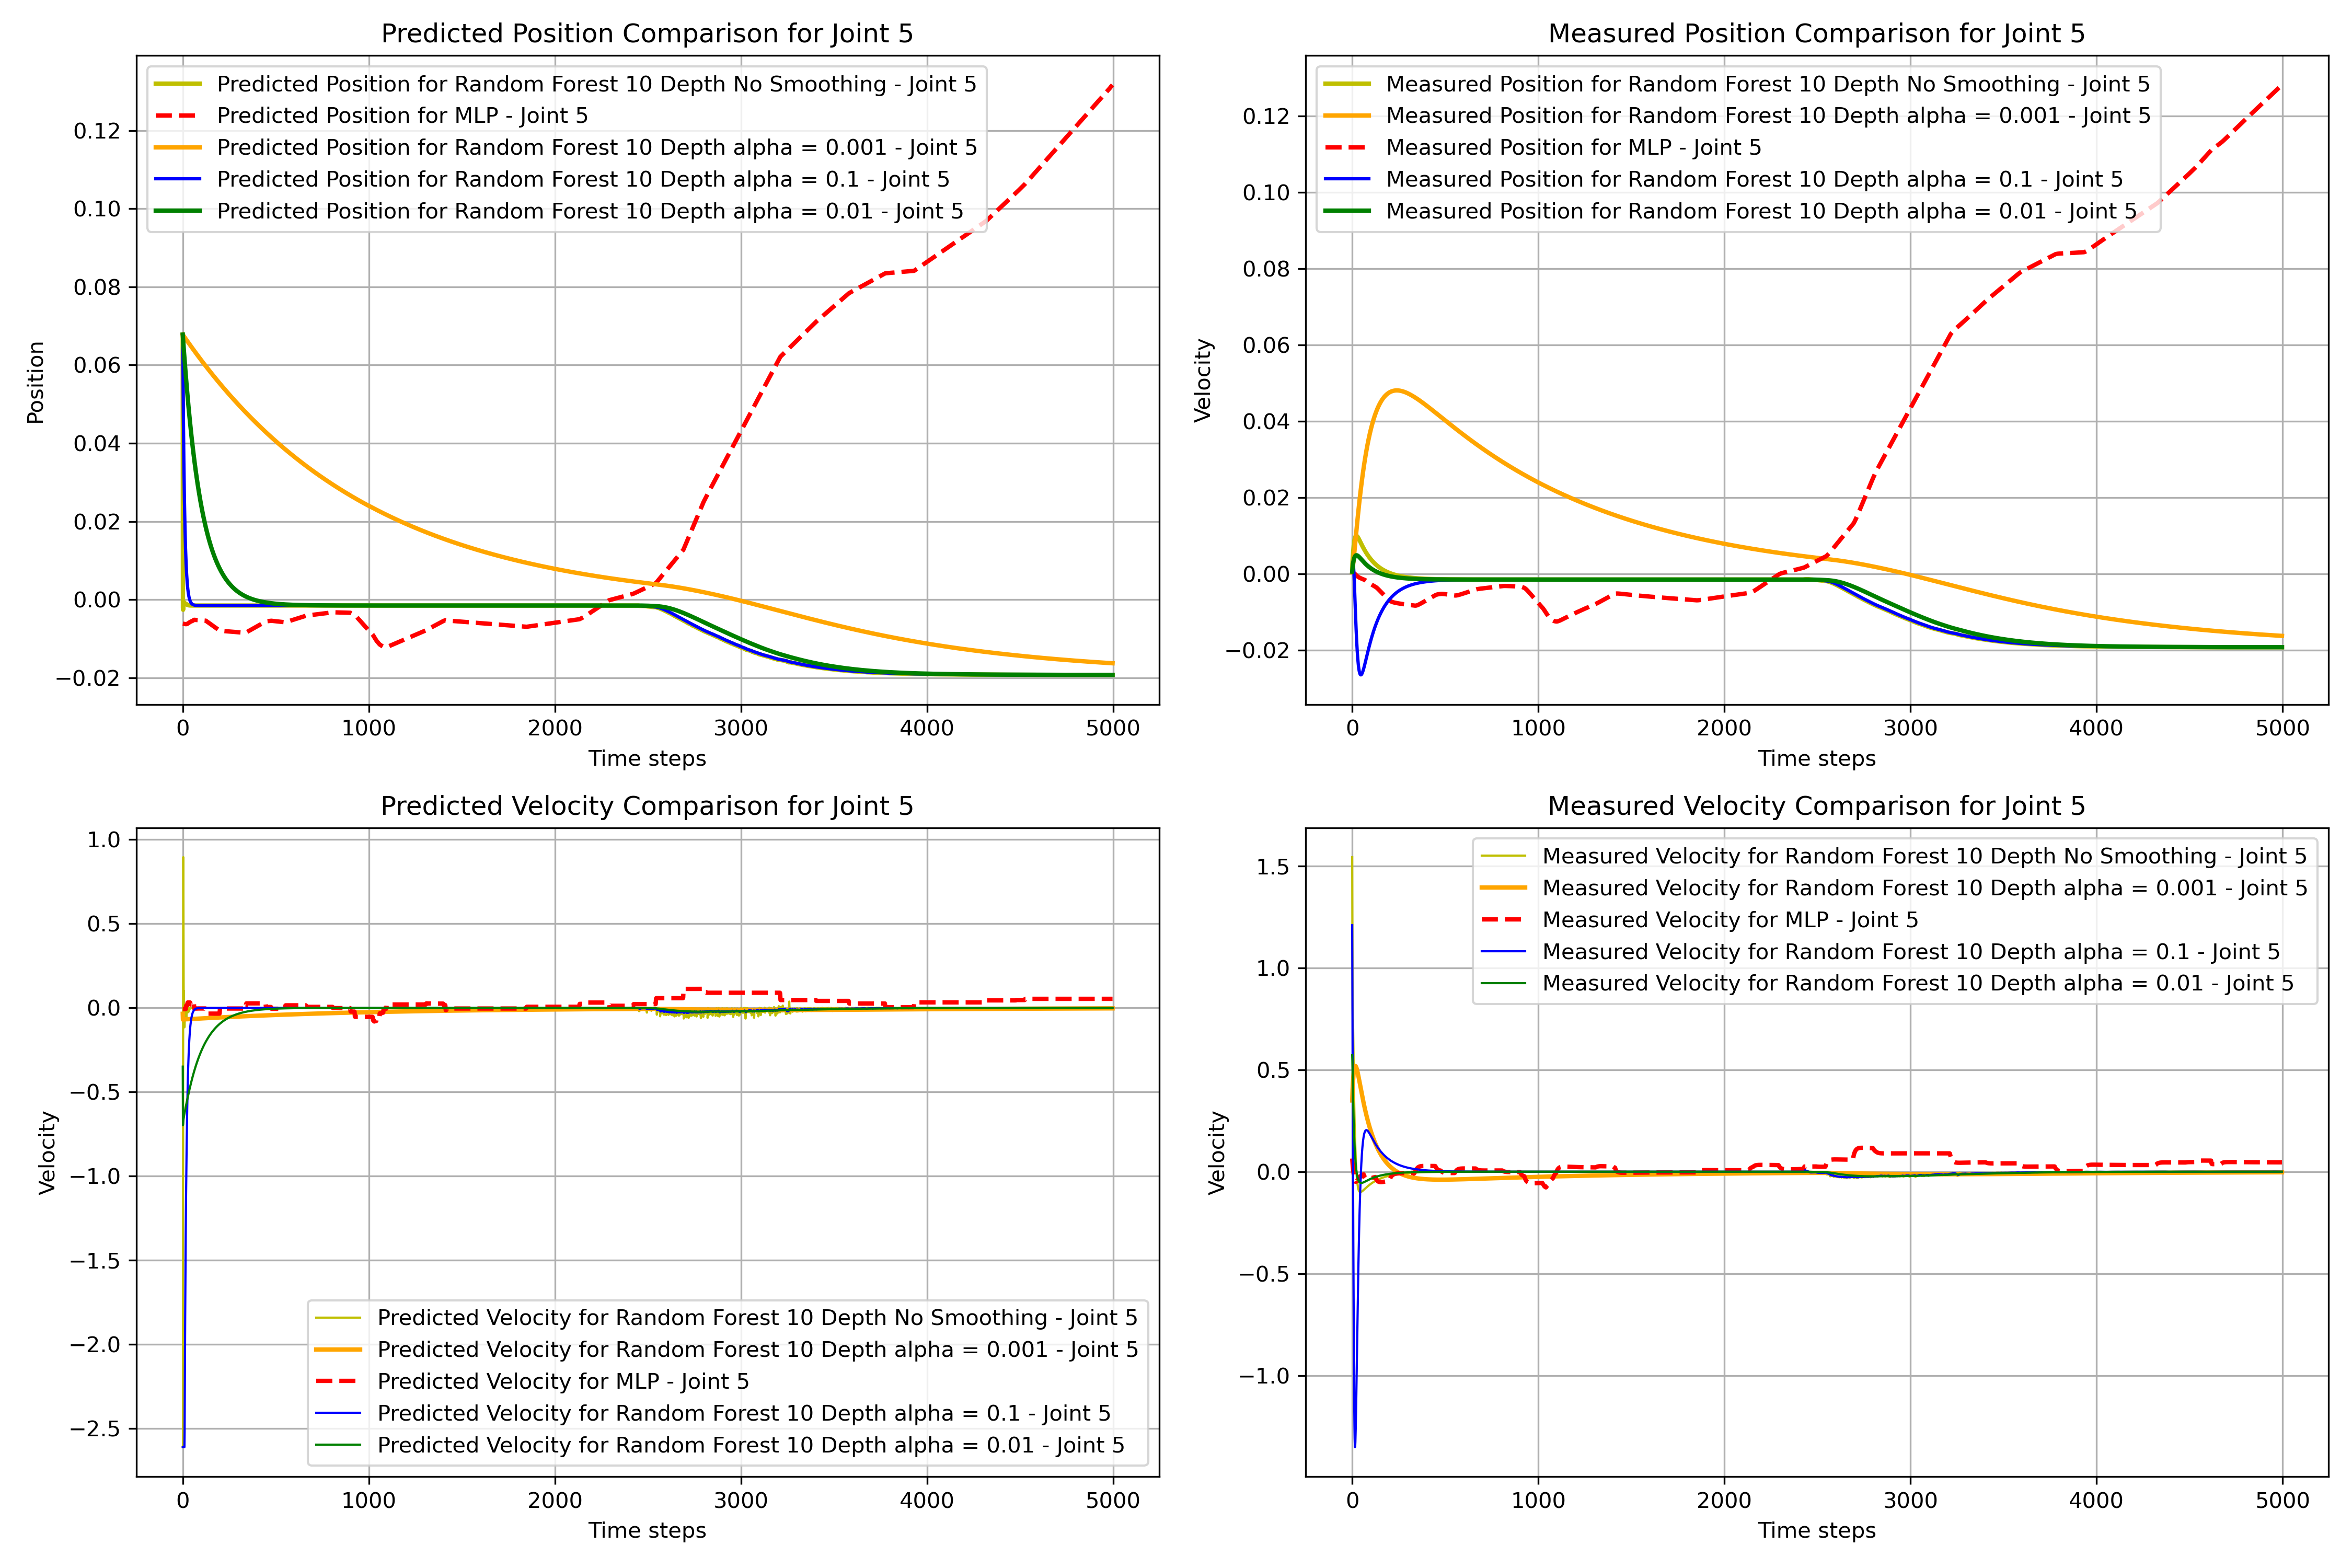 Predicted Position Comparison for Joint 5
Predicted Position for Random Forest 10 Depth No Smoothing - Joint 5
Predicted Position for MLP - Joint 5
Predicted Position for Random Forest 10 Depth alpha = 0.001 - Joint 5
Predicted Position for Random Forest 10 Depth alpha = 0.1 - Joint 5
Predicted Position for Random Forest 10 Depth alpha = 0.01 - Joint 5
0.12
0.10
0.08
0.06
0.04
0.02
0.00
−0.02
Position
0 1000 2000 3000 4000 5000
Time steps
Measured Position Comparison for Joint 5
Measured Position for Random Forest 10 Depth No Smoothing - Joint 5
Measured Position for Random Forest 10 Depth alpha = 0.001 - Joint 5
Measured Position for MLP - Joint 5
Measured Position for Random Forest 10 Depth alpha = 0.1 - Joint 5
Measured Position for Random Forest 10 Depth alpha = 0.01 - Joint 5
0.12
0.10
0.08
0.06
0.04
0.02
0.00
−0.02
Velocity
0 1000 2000 3000 4000 5000
Time steps
Predicted Velocity Comparison for Joint 5
1.0
0.5
0.0
−0.5
−1.0
−1.5
−2.0
−2.5
Velocity
Predicted Velocity for Random Forest 10 Depth No Smoothing - Joint 5
Predicted Velocity for Random Forest 10 Depth alpha = 0.001 - Joint 5
Predicted Velocity for MLP - Joint 5
Predicted Velocity for Random Forest 10 Depth alpha = 0.1 - Joint 5
Predicted Velocity for Random Forest 10 Depth alpha = 0.01 - Joint 5
0 1000 2000 3000 4000 5000
Time steps
Measured Velocity Comparison for Joint 5
Measured Velocity for Random Forest 10 Depth No Smoothing - Joint 5
Measured Velocity for Random Forest 10 Depth alpha = 0.001 - Joint 5
Measured Velocity for MLP - Joint 5
Measured Velocity for Random Forest 10 Depth alpha = 0.1 - Joint 5
Measured Velocity for Random Forest 10 Depth alpha = 0.01 - Joint 5
1.5
1.0
0.5
0.0
−0.5
−1.0
Velocity
0 1000 2000 3000 4000 5000
Time steps